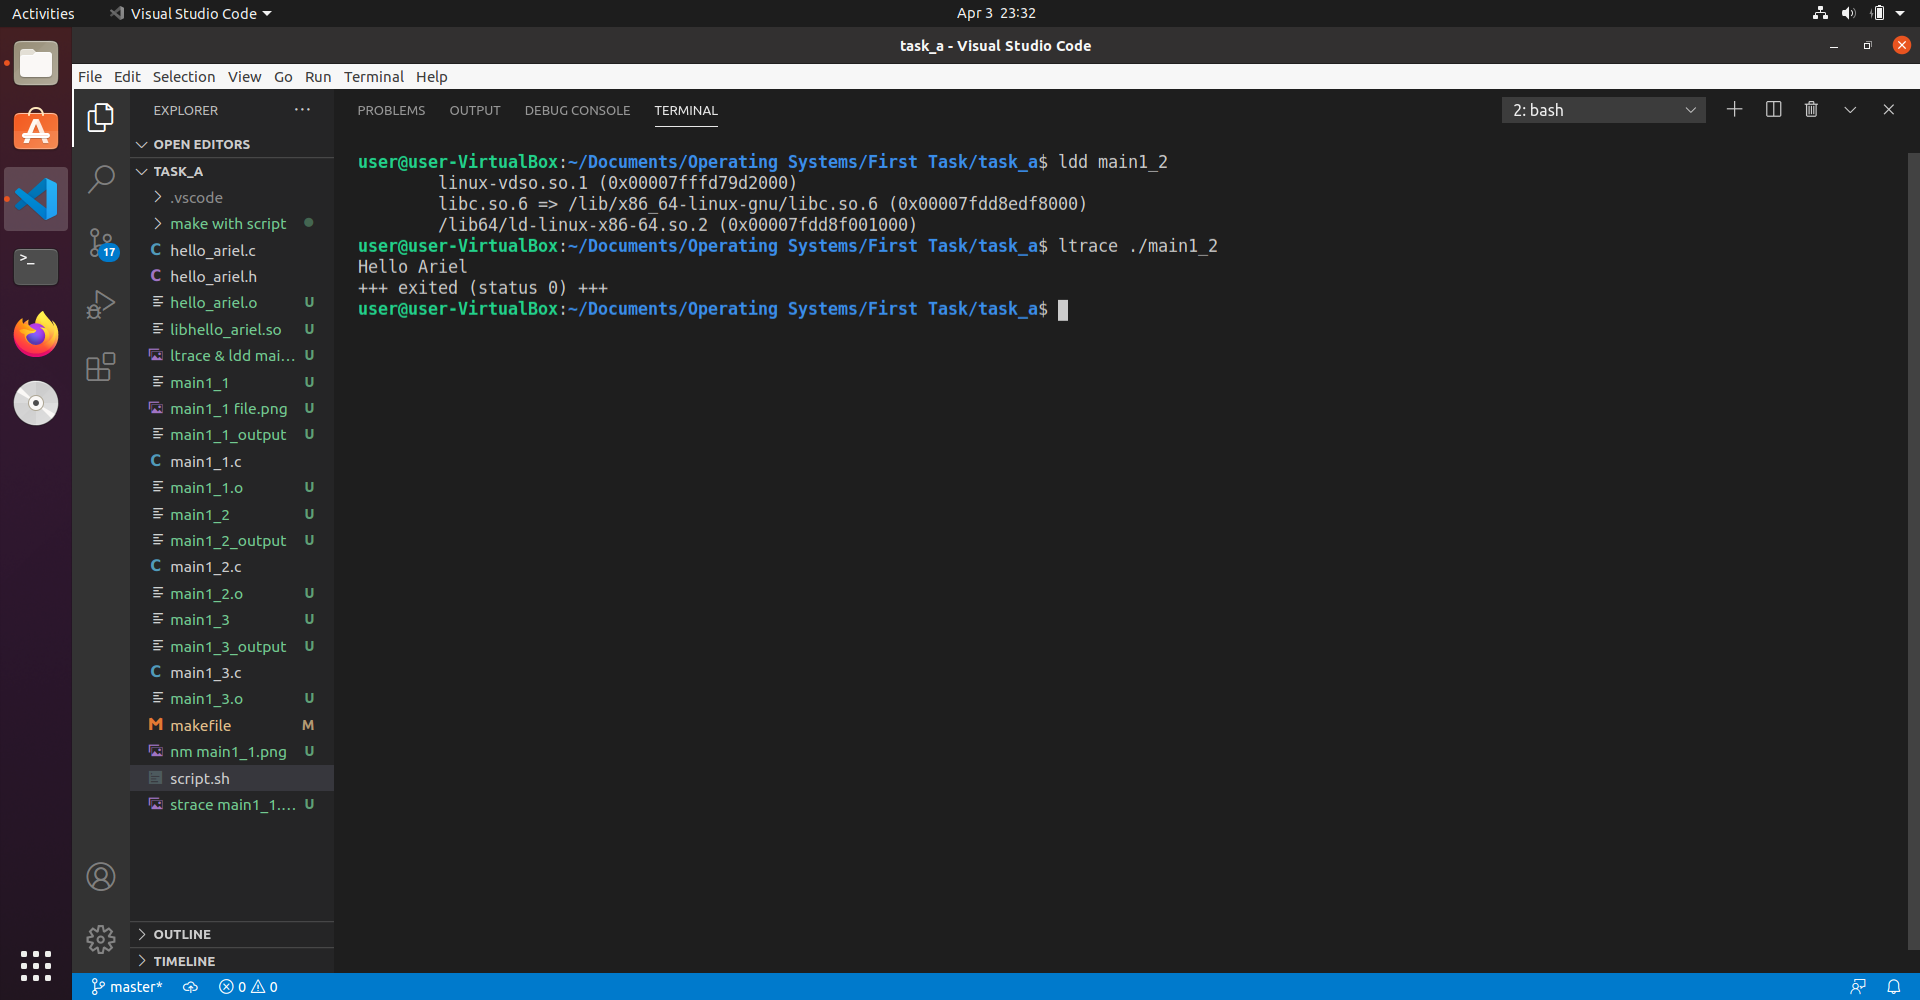 Activities
Visual Studio Code
Apr 3 23:32
task_a - Visual Studio Code
File Edit Selection View Go Run Terminal Help
EXPLORER
PROBLEMS OUTPUT DEBUG CONSOLE TERMINAL
2: bash
OPEN EDITORS
TASK_A
.vscode
make with script
hello_ariel.c
hello_ariel.h
hello_ariel.o U
libhello_ariel.so U
ltrace & ldd mai... U
main1_1 U
main1_1 file.png U
main1_1_output U
main1_1.c
main1_1.o U
main1_2 U
main1_2_output U
main1_2.c
main1_2.o U
main1_3 U
main1_3_output U
main1_3.c
main1_3.o U
makefile M
nm main1_1.png U
script.sh
strace main1_1.... U
17
OUTLINE
TIMELINE
user@user-VirtualBox:~/Documents/Operating Systems/First Task/task_a$ ldd main1_2
linux-vdso.so.1 (0x00007fffd79d2000)
libc.so.6 => /lib/x86_64-linux-gnu/libc.so.6 (0x00007fdd8edf8000)
/lib64/ld-linux-x86-64.so.2 (0x00007fdd8f001000)
user@user-VirtualBox:~/Documents/Operating Systems/First Task/task_a$ ltrace ./main1_2
Hello Ariel
+++ exited (status 0) +++
user@user-VirtualBox:~/Documents/Operating Systems/First Task/task_a$
master* 0 0